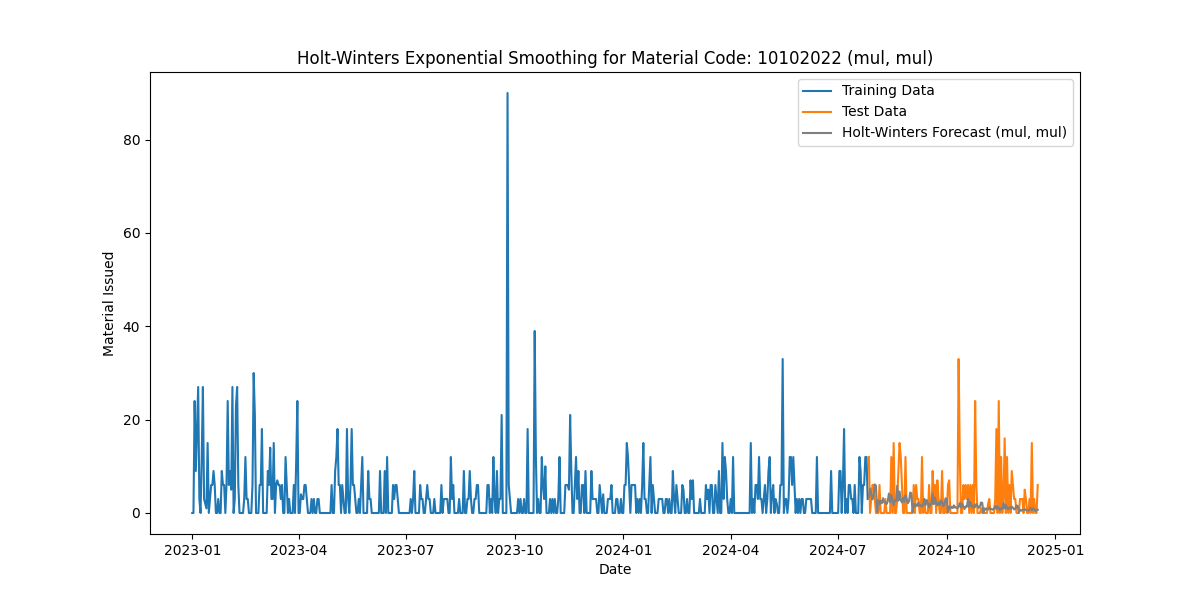 Holt-Winters Exponential Smoothing for Material Code: 10102022 (mul, mul)
Training Data
Test Data
Holt-Winters Forecast (mul, mul)
Material Issued
80
60
40
20
0
2023-01 2023-04 2023-07 2023-10 2024-01 2024-04 2024-07 2024-10 2025-01
Date